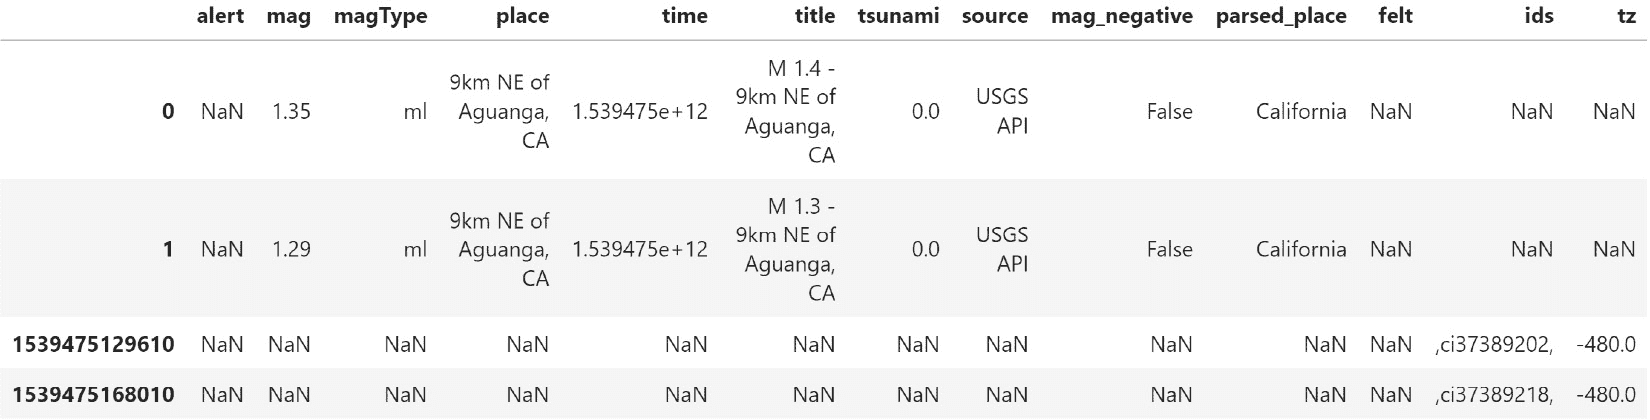 alert mag magType place time title tsunami source mag_negative parsed_place felt ids tz
0 NaN 1.35 ml 9km NE of Aguanga, CA 1.539475e+12 M 1.4 - 9km NE of Aguanga, CA 0.0 USGS API False California NaN NaN NaN
1 NaN 1.29 ml 9km NE of Aguanga, CA 1.539475e+12 M 1.3 - 9km NE of Aguanga, CA 0.0 USGS API False California NaN NaN NaN
1539475129610 NaN NaN NaN NaN NaN NaN NaN NaN NaN NaN NaN ,ci37389202, -480.0
1539475168010 NaN NaN NaN NaN NaN NaN NaN NaN NaN NaN NaN ,ci37389218, -480.0